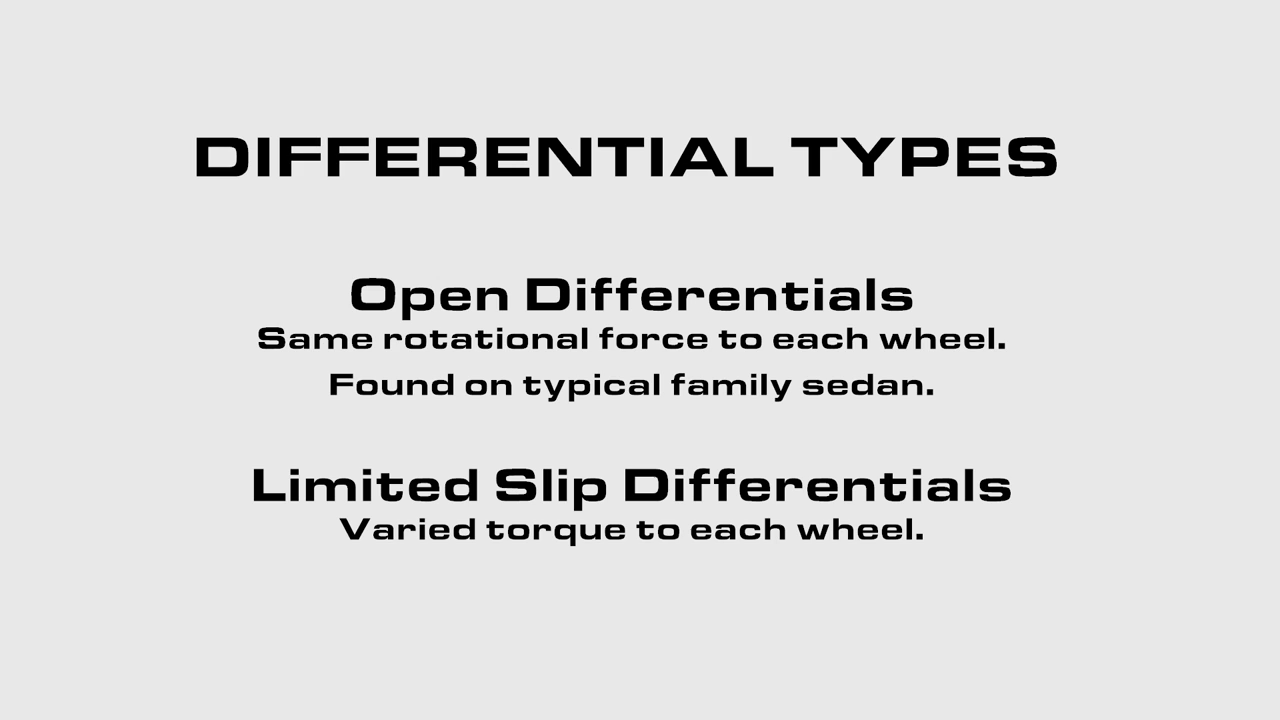 DIFFERENTIAL TYPES
Open Differentials
Same rotational force to each wheel.
Found on typical family sedan.
Limited Slip Differentials
Varied torque to each wheel.